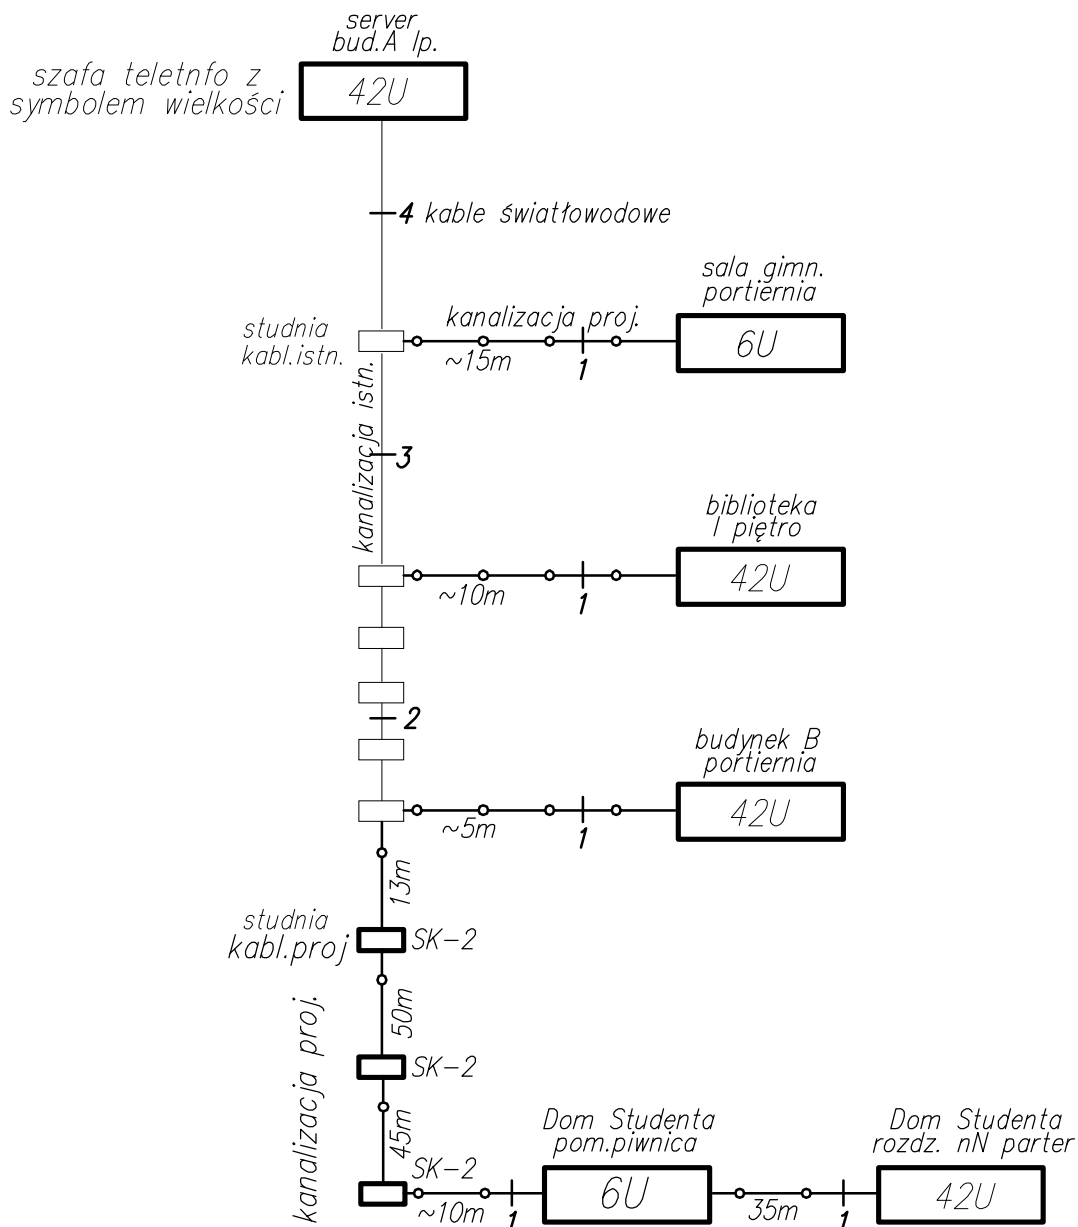 server
bud.A Ip.
szafa teletnfo z
symbolem wielkości
42U
4 kable światłowodowe
sala gimn.
portiernia
studnia
kabl.istn.
kanalizacja proj.
6U
~15m
1
kanalizacja istn.
3
biblioteka
I piętro
42U
~10m
1
2
budynek B
portiernia
42U
~5m
1
13m
studnia
kabl.proj
SK-2
50m
kanalizacja proj.
SK-2
45m
SK-2
Dom Studenta
pom.piwnica
Dom Studenta
rozdz. nN parter
~10m
1
6U
35m
1
42U